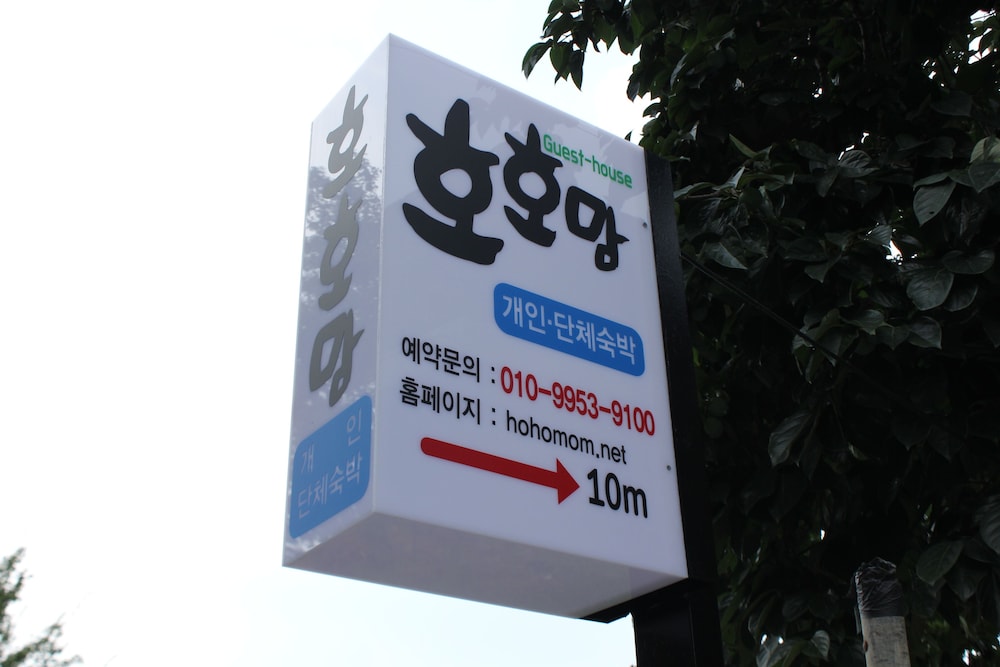 호호맘
개 인
단체숙박
Guest-house
호호맘
개인·단체숙박
예약문의 : 010-9953-9100
홈페이지 : hohomom.net
10m